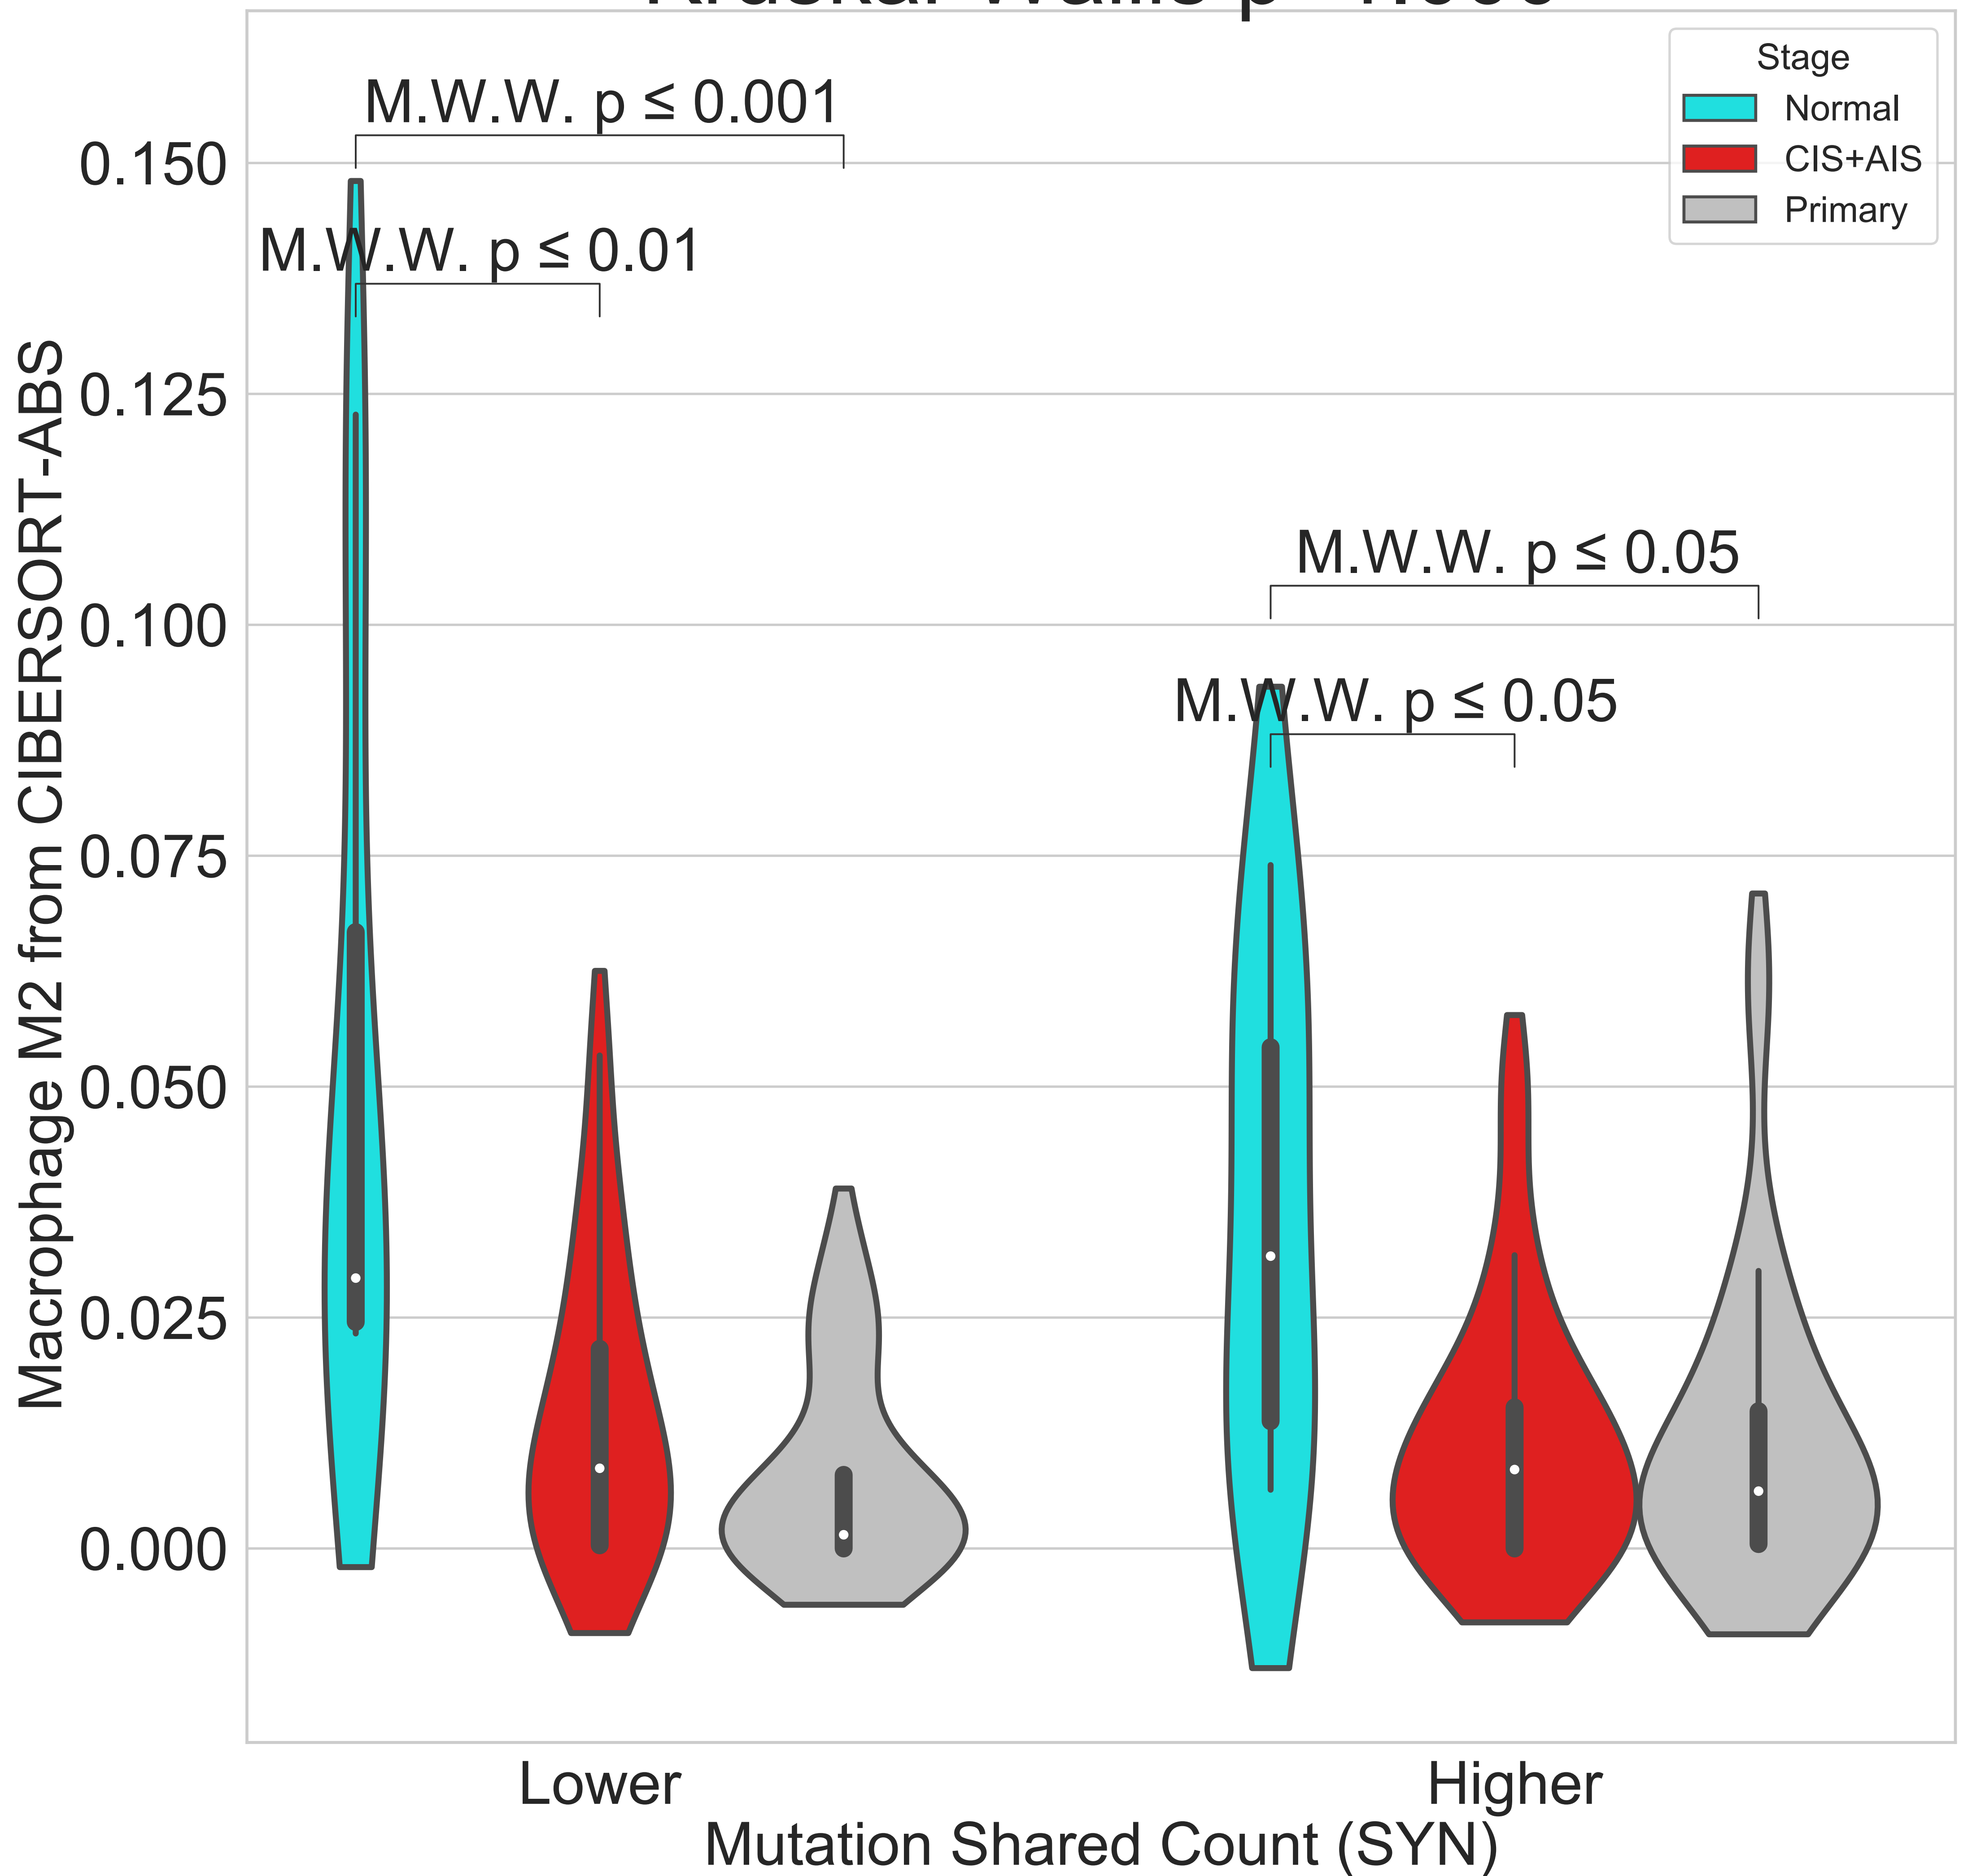 M.W.W. p ≤ 0.001
M.W.W. p ≤ 0.01
M.W.W. p ≤ 0.05
M.W.W. p ≤ 0.05
Stage
Normal
CIS+AIS
Primary
Macrophage M2 from CIBERSORT-ABS
0.150
0.125
0.100
0.075
0.050
0.025
0.000
Lower
Higher
Mutation Shared Count (SYN)